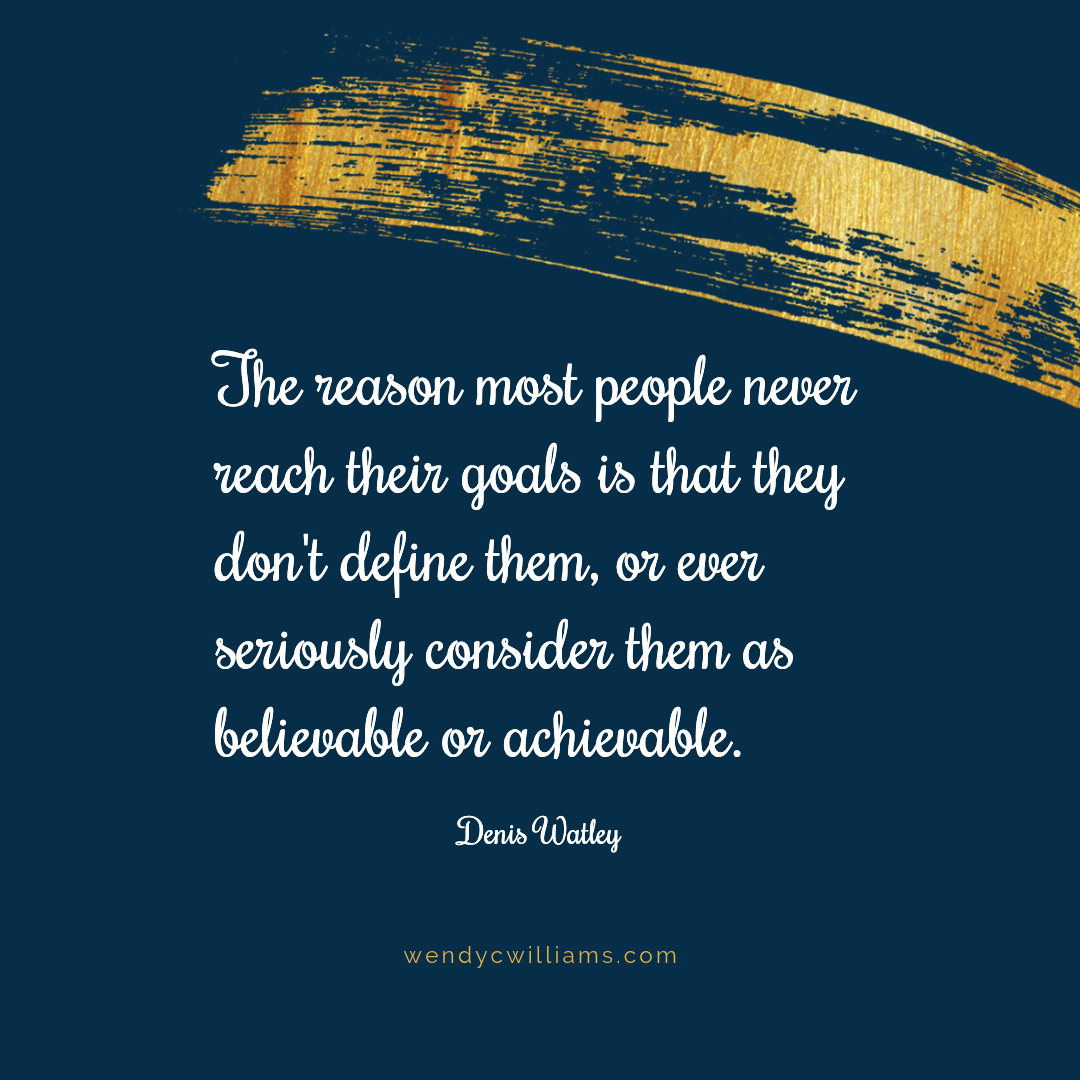 The reason most people never
reach their goals is that they
don't define them, or ever
seriously consider them as
believable or achievable.
Denis Watley
wendycwilliams.com